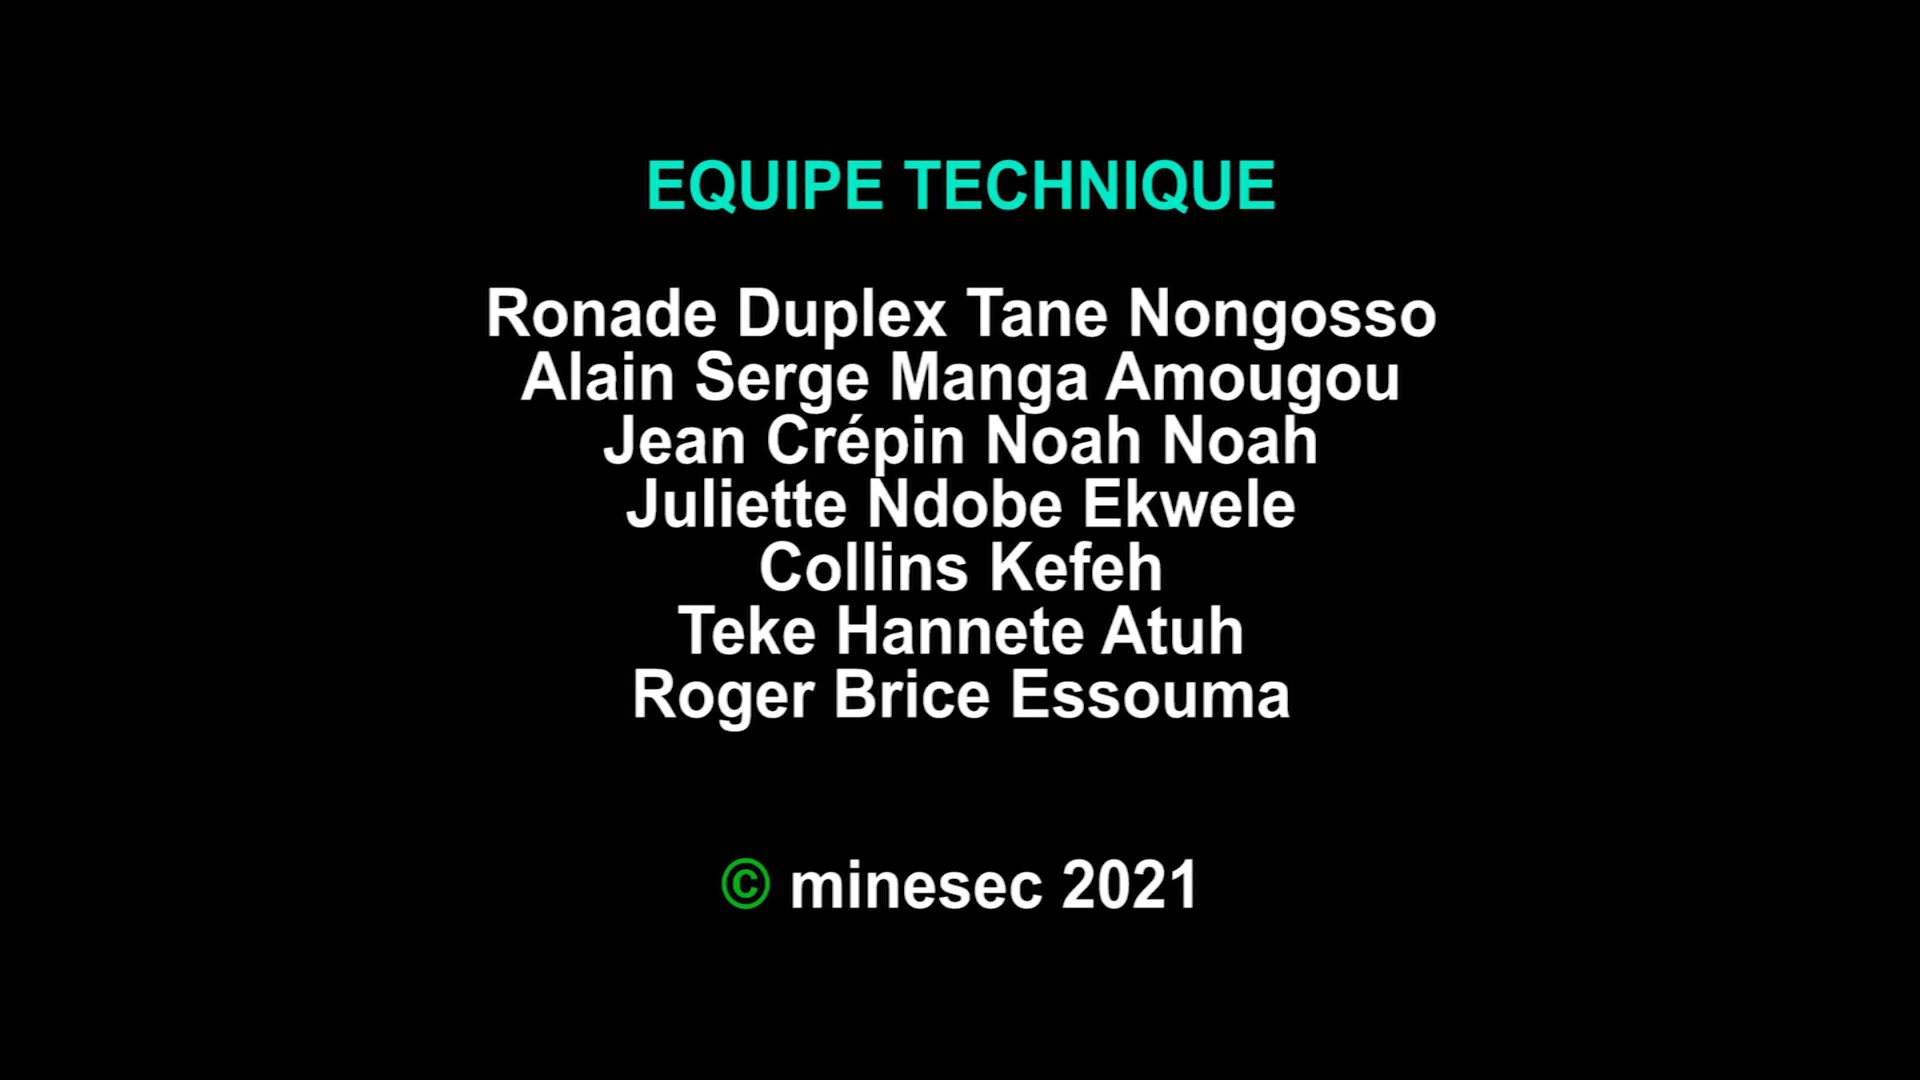 EQUIPE TECHNIQUE
Ronade Duplex Tane Nongosso
Alain Serge Manga Amougou
Jean Crépin Noah Noah
Juliette Ndobe Ekwele
Collins Kefeh
Teke Hannete Atuh
Roger Brice Essouma
© minesec 2021